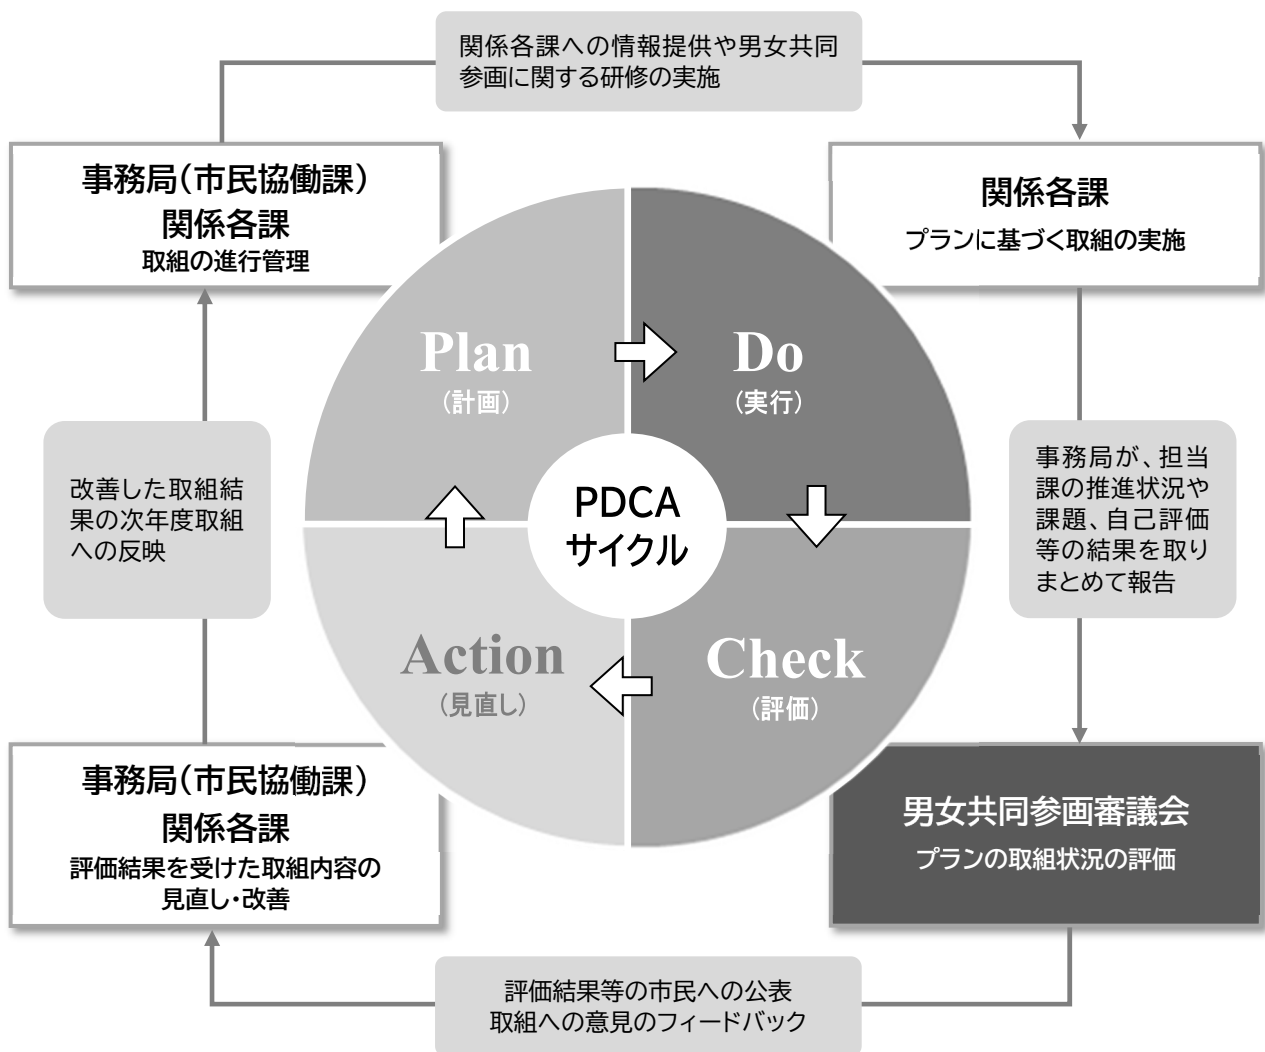 関係各課への情報提供や男女共同
参画に関する研修の実施
事務局(市民協働課)
関係各課
取組の進行管理
関係各課
プランに基づく取組の実施
Plan
(計画)
Do
(実行)
改善した取組結
果の次年度取組
への反映
PDCA
サイクル
事務局が、担当
課の推進状況や
課題、自己評価
等の結果を取り
まとめて報告
Action
(見直し)
Check
(評価)
事務局(市民協働課)
関係各課
評価結果を受けた取組内容の
見直し・改善
男女共同参画審議会
プランの取組状況の評価
評価結果等の市民への公表
取組への意見のフィードバック